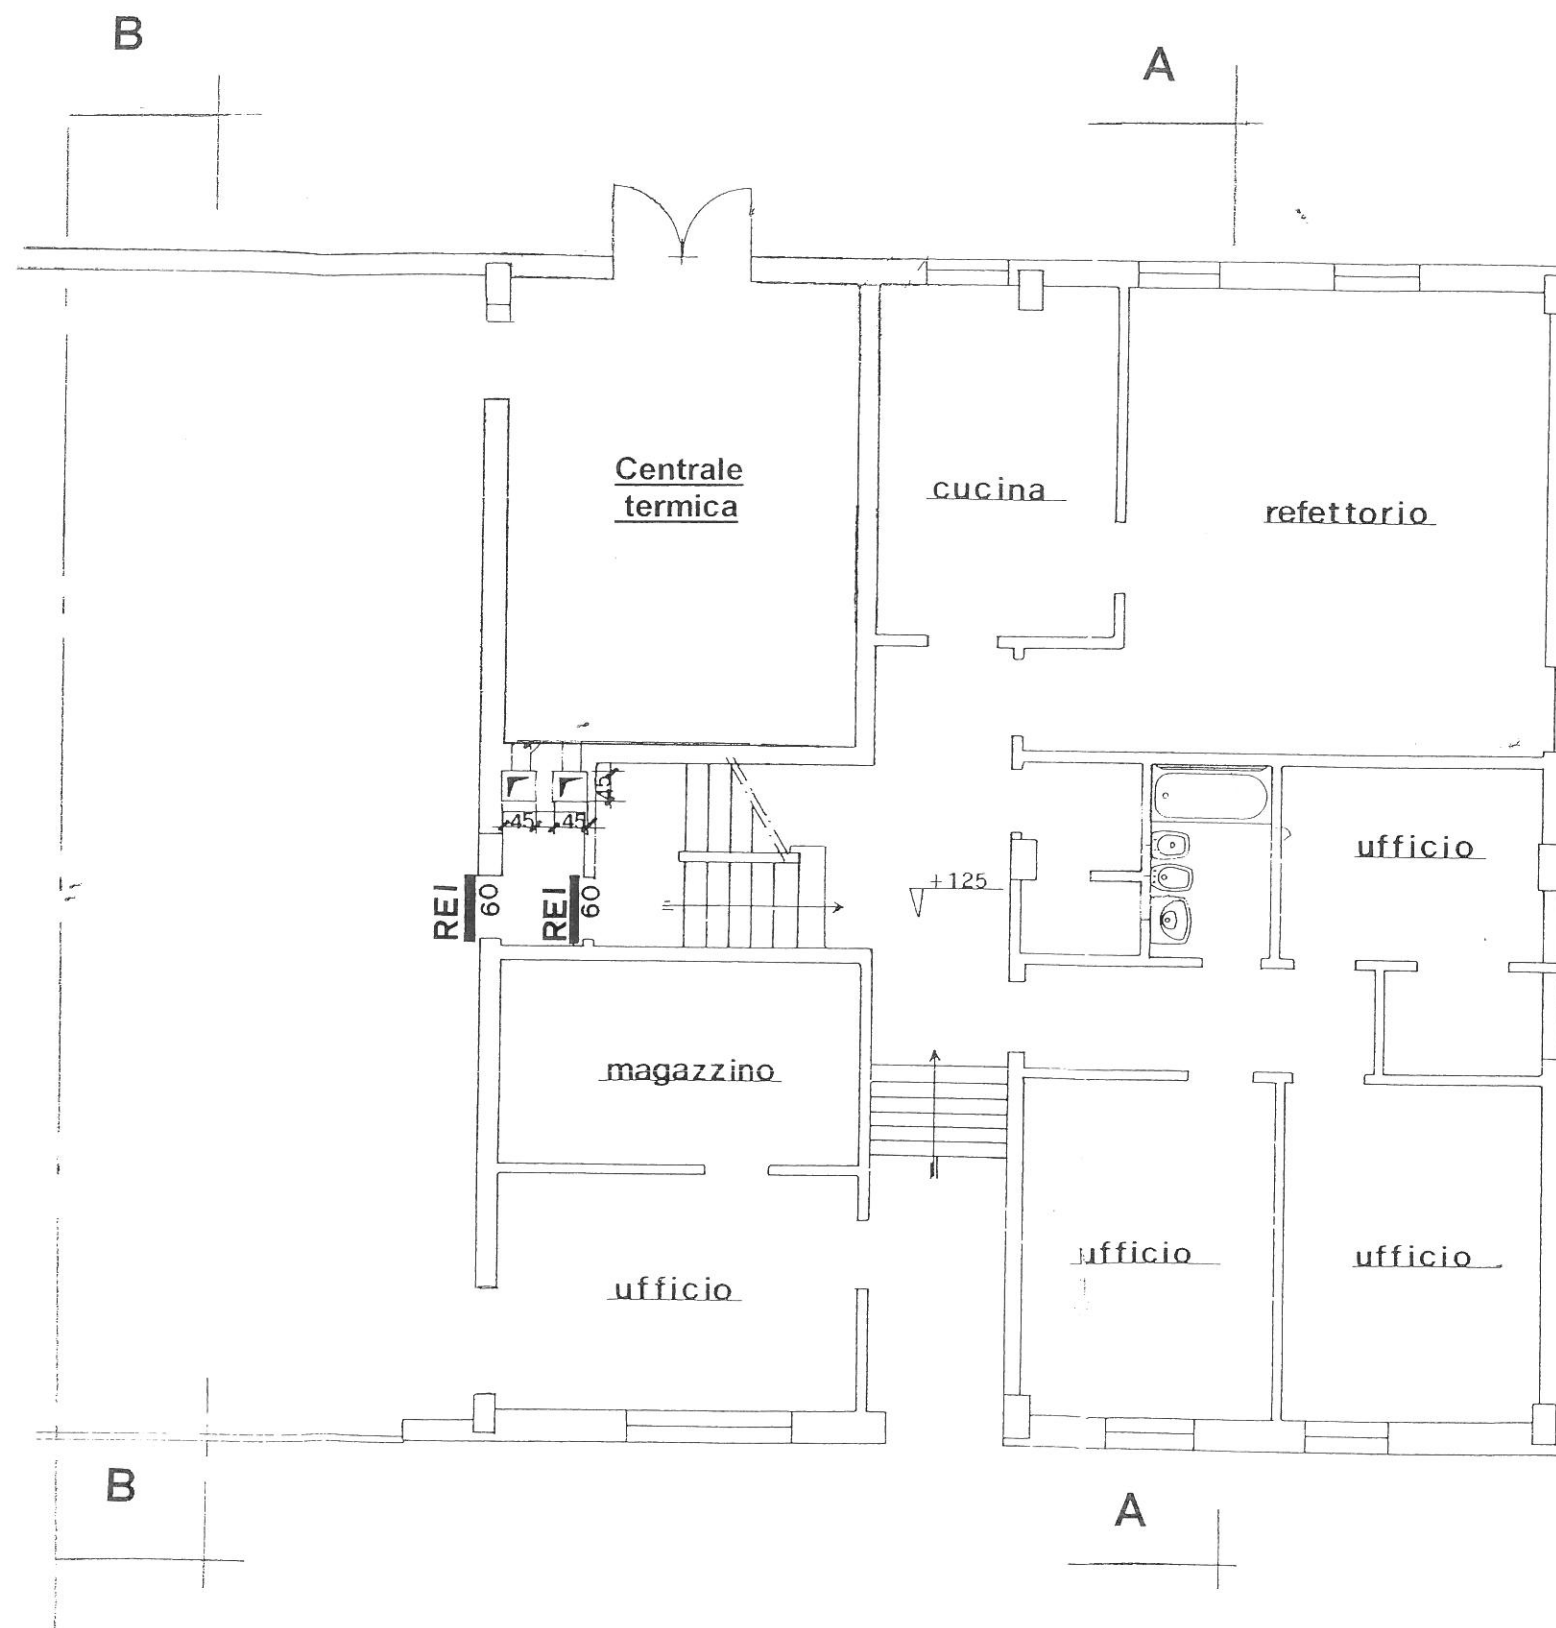 B
A
Centrale
termica
cucina
refettorio
45
45
45
REI
60
REI
60
+125
ufficio
magazzino
ufficio
ufficio
ufficio
B
A